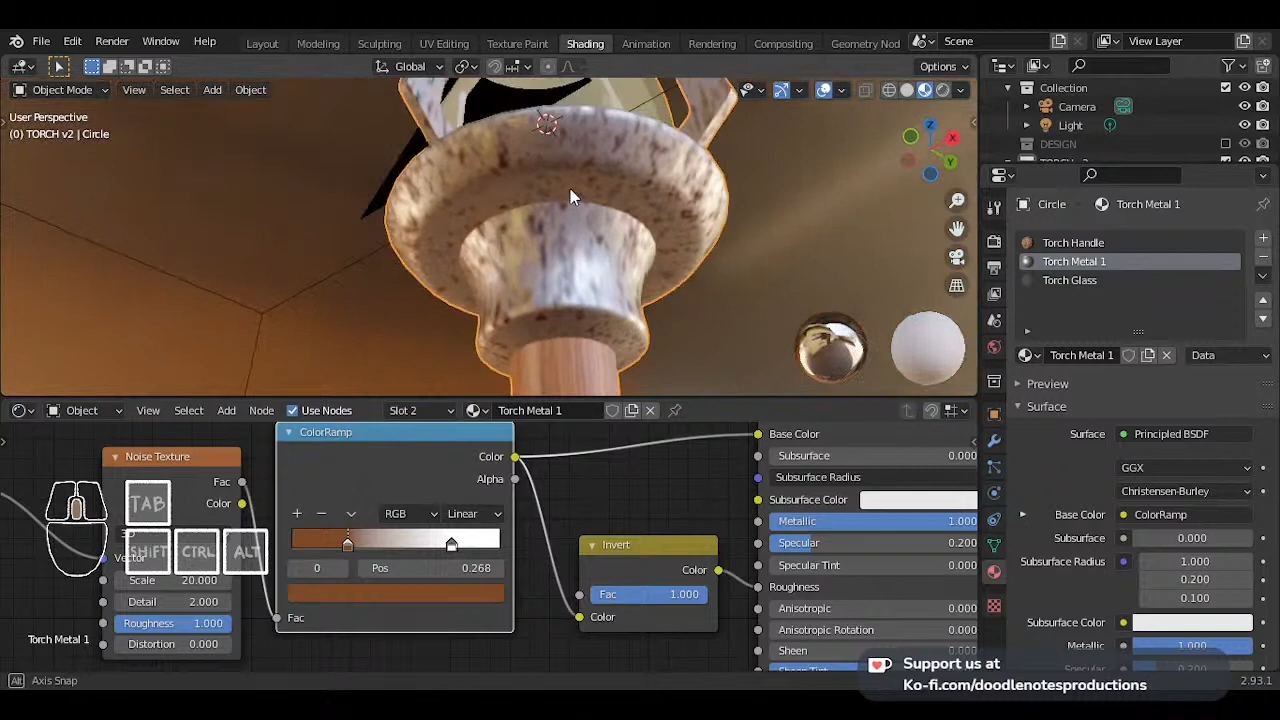 File Edit Render Window Help Layout Modeling Sculpting UV Editing Texture Paint Shading Animation Rendering Compositing Geometry Nod Scene View Layer
Global Options
Object Mode View Select Add Object
User Perspective
(0) TORCH v2 | Circle
Z
X
Y
Collection
Camera
Light
DESIGN
Circle Torch Metal 1
Torch Handle
Torch Metal 1
Torch Glass
Torch Metal 1 Data
Preview
Surface
Surface Principled BSDF
GGX
Christensen-Burley
Base Color ColorRamp
Subsurface 0.000
Subsurface Radius 1.000
0.200
0.100
Subsurface Color
Metallic 1.000
Object View Select Add Node Use Nodes Slot 2 Torch Metal 1
Noise Texture
Fac
Color
Vector
Scale 20.000
Detail 2.000
Roughness 1.000
Distortion 0.000
TAB
SHIFT CTRL ALT
Torch Metal 1
ColorRamp
Color
Alpha
RGB Linear
0 Pos 0.268
Fac
Invert
Color
Fac 1.000
Color
Base Color
Subsurface 0.000
Subsurface Radius
Subsurface Color
Metallic 1.000
Specular 0.200
Specular Tint 0.000
Roughness
Anisotropic 0.000
Anisotropic Rotation 0.000
Sheen 0.000
Support us at
Ko-fi.com/doodlenotesproductions
Alt Axis Snap
2.93.1